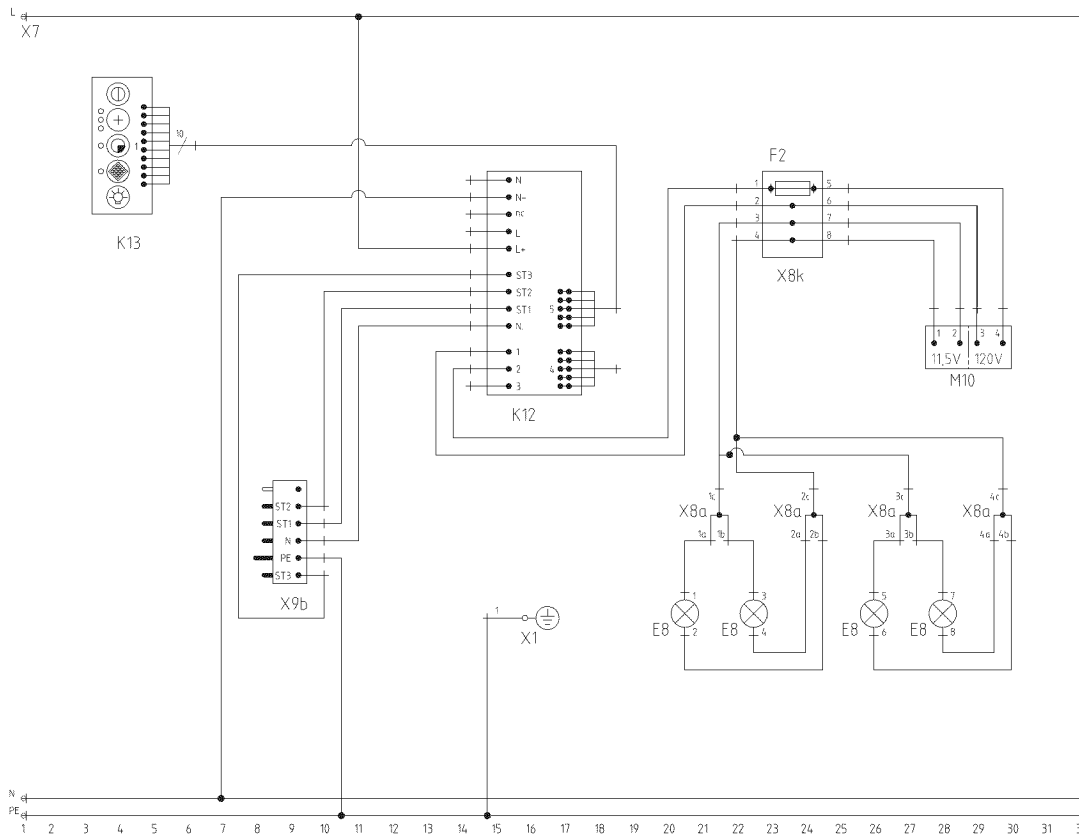 L
X7
10
1
K13
F2
1 5
2 6
3 7
4 8
X8k
N
N-
L
L+
ST3
ST2
ST1 5
N.
1
2 4
3
K12
1 2 3 4
11,5V 120V
M10
1c 2c 3c 4c
X8a X8a X8a X8a
1a 1b 2a 2b 3a 3b 4a 4b
ST2
ST1
N
PE
ST3
X9b
1
X1
1 3 5 7
E8 E8 E8 E8
2 4 6 8
N
PE
1 2 3 4 5 6 7 8 9 10 11 12 13 14 15 16 17 18 19 20 21 22 23 24 25 26 27 28 29 30 31